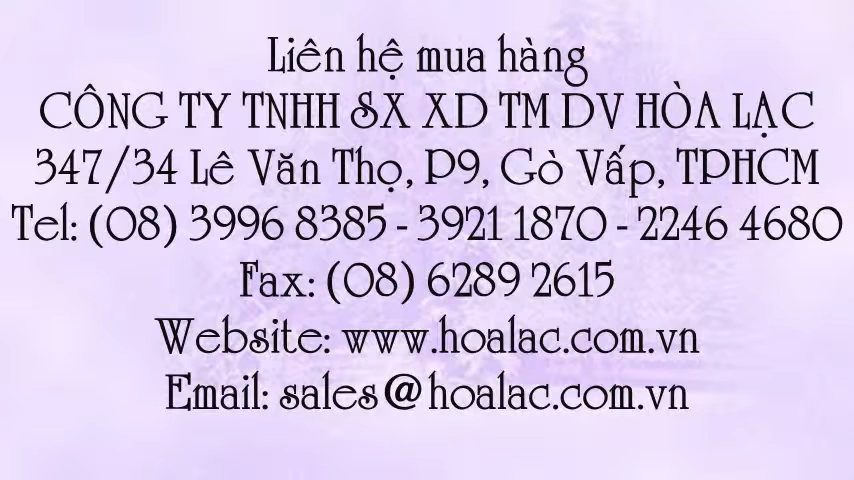 Liên hệ mua hàng
CÔNG TY TNHH SX XD TM DV HÒA LẠC
347/34 Lê Văn Thọ, P9, Gò Vấp, TPHCM
Tel: (08) 3996 8385 - 3921 1870 - 2246 4680
Fax: (08) 6289 2615
Website: www.hoalac.com.vn
Email: sales@hoalac.com.vn